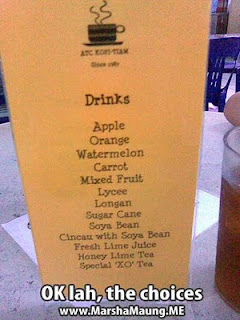 ATC KOPI-TIAM
Since 1987
Drinks
Apple
Orange
Watermelon
Carrot
Mixed Fruit
Lycee
Longan
Sugar Cane
Soya Bean
Cincau with Soya Bean
Fresh Lime Juice
Honey Lime Tea
Special 'XO' Tea
OK lah, the choices
www.MarshaMaung.ME